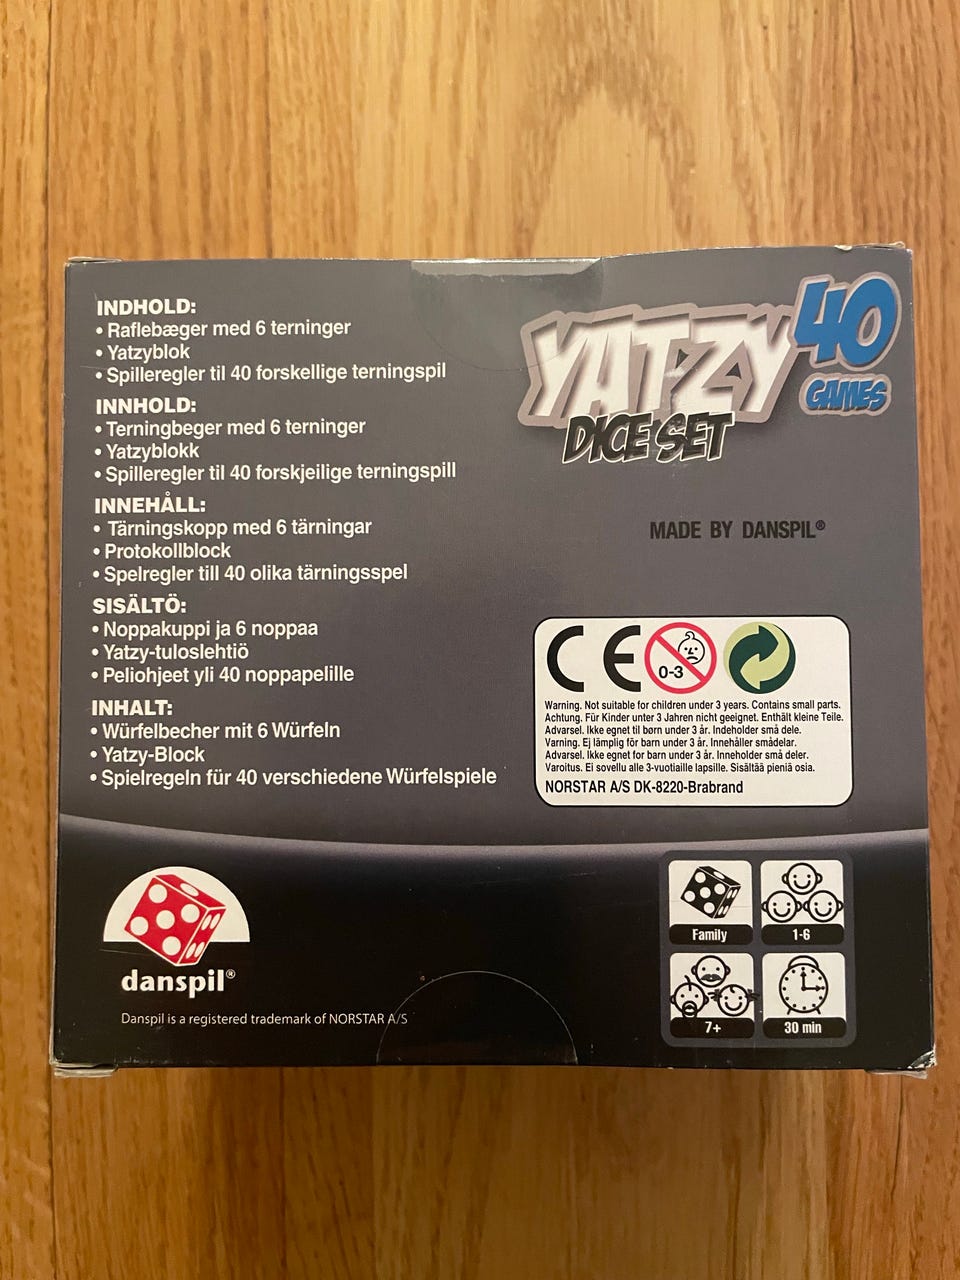 INDHOLD:
• Raflebæger med 6 terninger
• Yatzyblok
• Spilleregler til 40 forskellige terningspil
INNHOLD:
• Terningbeger med 6 terninger
• Yatzyblokk
• Spilleregler til 40 forskjeilige terningspill
INNEHÅLL:
• Tärningskopp med 6 tärningar
• Protokollblock
• Spelregler till 40 olika tärningsspel
SISÄLTÖ:
• Noppakuppi ja 6 noppaa
• Yatzy-tuloslehtiö
• Peliohjeet yli 40 noppapelille
INHALT:
• Würfelbecher mit 6 Würfeln
• Yatzy-Block
• Spielregeln für 40 verschiedene Würfelspiele
YATZY 40
GAMES
DICE SET
MADE BY DANSPIL®
CE 0-3
Warning. Not suitable for children under 3 years. Contains small parts.
Achtung. Für Kinder unter 3 Jahren nicht geeignet. Enthält kleine Teile.
Advarsel. Ikke egnet til børn under 3 år. Indeholder små dele.
Varning. Ej lämplig för barn under 3 år. Innehåller smådelar.
Advarsel. Ikke egnet for barn under 3 år. Inneholder små deler.
Varoitus. Ei sovellu alle 3-vuotiaille lapsille. Sisältää pieniä osia.
NORSTAR A/S DK-8220-Brabrand
danspil®
Danspil is a registered trademark of NORSTAR A/S
Family
1-6
7+
30 min